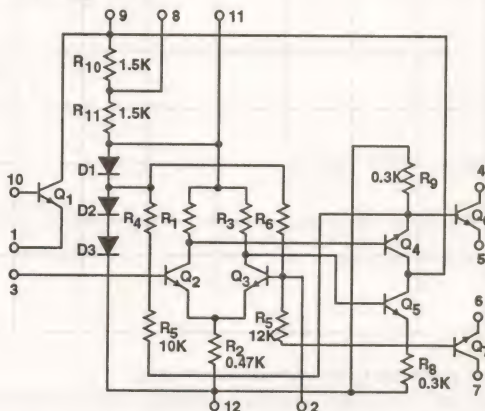 9 8 11
R10 1.5K
R11 1.5K
D1
10 Q1
D2 R4 R1 R3 R6
0.3K R9
4
1
D3
Q4
5
3
Q2 Q3
Q5
6
R5 10K
R2 0.47K
R5 12K
R8 0.3K
7
12 2